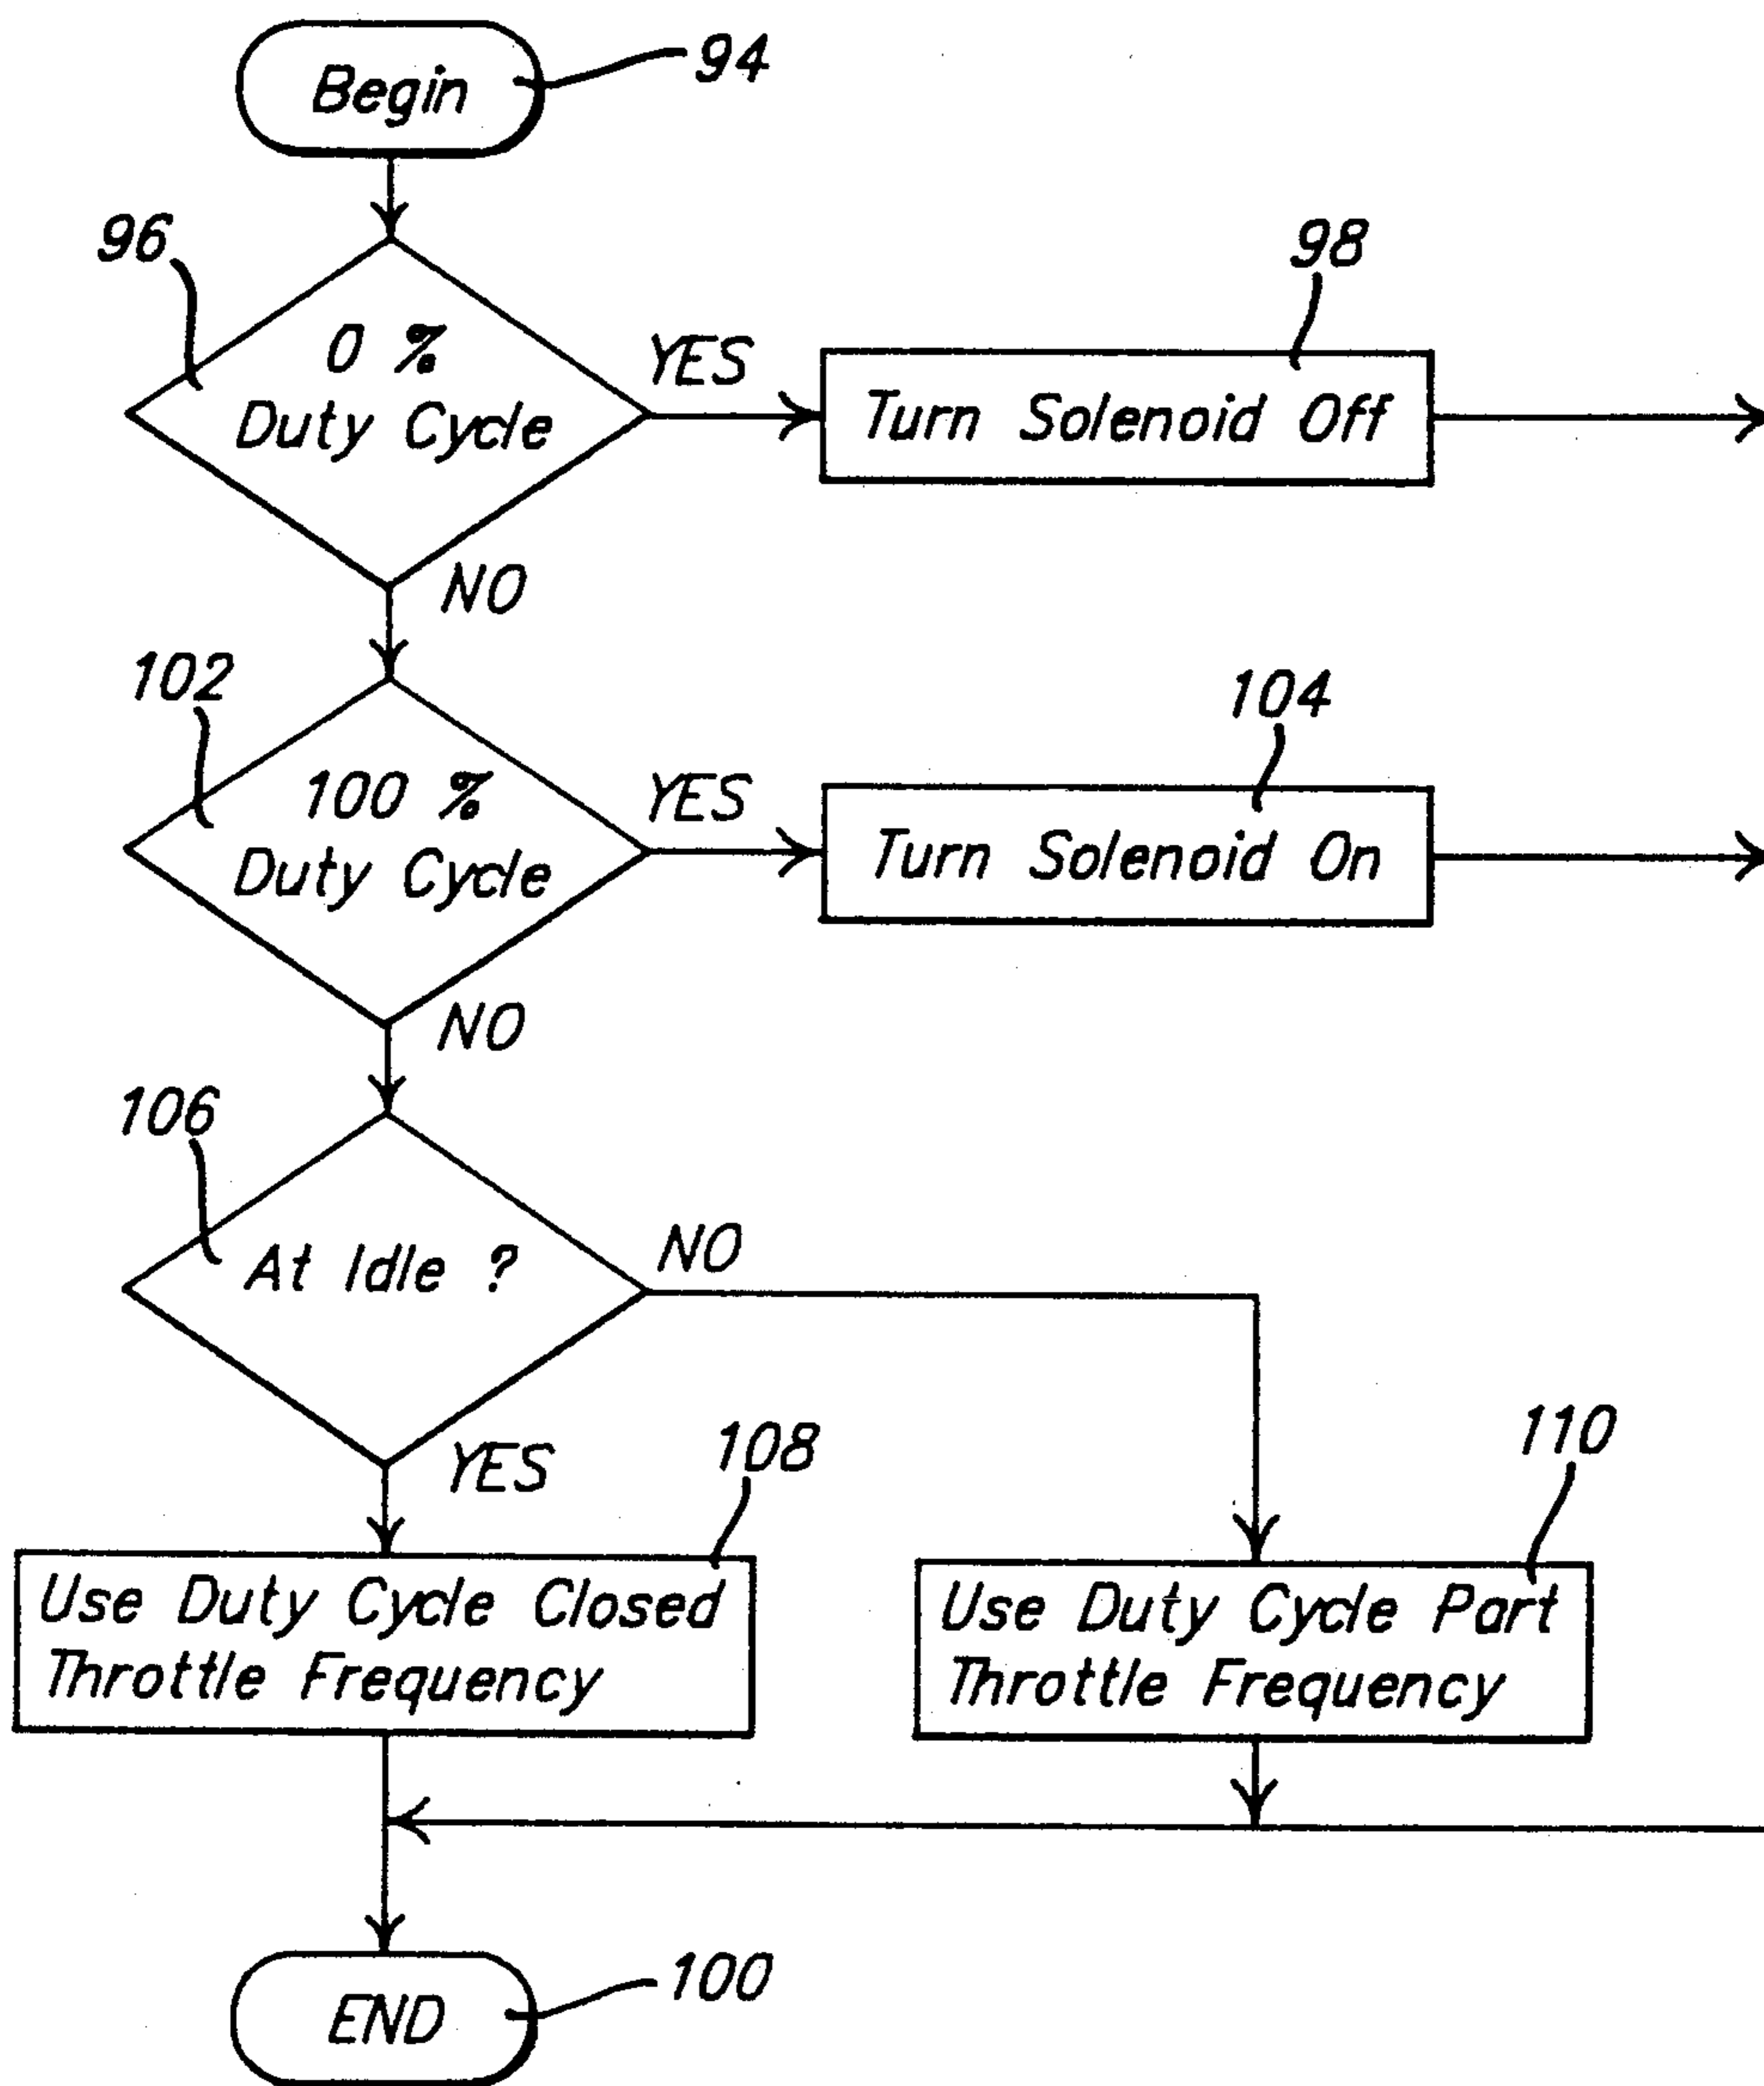 Begin
94
96
0 %
Duty Cycle
YES
98
Turn Solenoid Off
NO
102
100 %
Duty Cycle
YES
104
Turn Solenoid On
NO
106
At Idle ?
NO
YES
108
Use Duty Cycle Closed
Throttle Frequency
110
Use Duty Cycle Part
Throttle Frequency
END
100